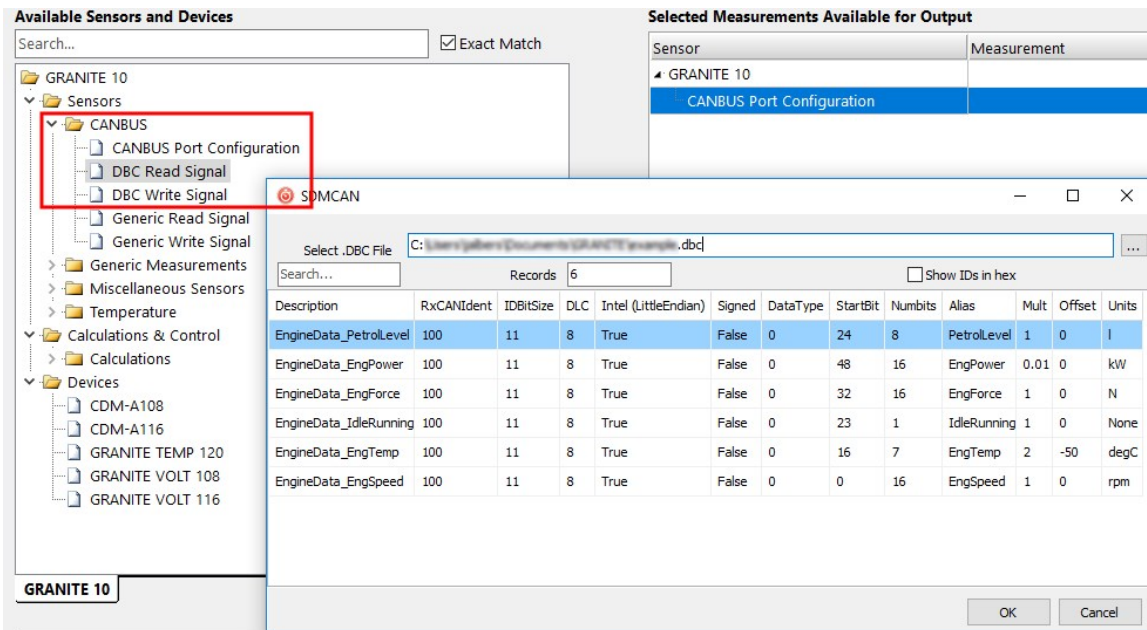 Available Sensors and Devices
Search...
Exact Match
GRANITE 10
Sensors
CANBUS
CANBUS Port Configuration
DBC Read Signal
DBC Write Signal
Generic Read Signal
Generic Write Signal
Generic Measurements
Miscellaneous Sensors
Temperature
Calculations & Control
Calculations
Devices
CDM-A108
CDM-A116
GRANITE TEMP 120
GRANITE VOLT 108
GRANITE VOLT 116
GRANITE 10
Selected Measurements Available for Output
Sensor Measurement
GRANITE 10
CANBUS Port Configuration
SDMCAN
Select .DBC File C: .dbc ...
Search... Records 6 Show IDs in hex
Description RxCANIdent IDBitSize DLC Intel (LittleEndian) Signed DataType StartBit Numbits Alias Mult Offset Units
EngineData_PetrolLevel 100 11 8 True False 0 24 8 PetrolLevel 1 0 l
EngineData_EngPower 100 11 8 True False 0 48 16 EngPower 0.01 0 kW
EngineData_EngForce 100 11 8 True False 0 32 16 EngForce 1 0 N
EngineData_IdleRunning 100 11 8 True False 0 23 1 IdleRunning 1 0 None
EngineData_EngTemp 100 11 8 True False 0 16 7 EngTemp 2 -50 degC
EngineData_EngSpeed 100 11 8 True False 0 0 16 EngSpeed 1 0 rpm
OK Cancel